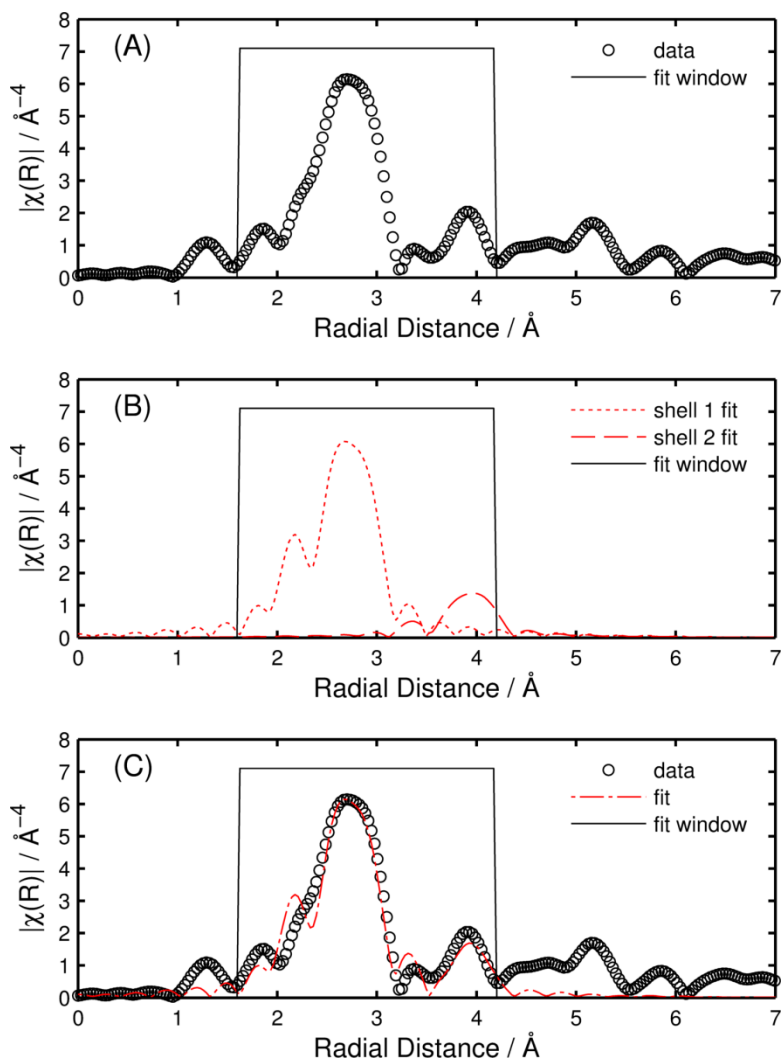 (A)
data
fit window
|χ(R)| / Å⁻⁴
8
7
6
5
4
3
2
1
0
0 1 2 3 4 5 6 7
Radial Distance / Å
(B)
shell 1 fit
shell 2 fit
fit window
|χ(R)| / Å⁻⁴
8
7
6
5
4
3
2
1
0
0 1 2 3 4 5 6 7
Radial Distance / Å
(C)
data
fit
fit window
|χ(R)| / Å⁻⁴
8
7
6
5
4
3
2
1
0
0 1 2 3 4 5 6 7
Radial Distance / Å